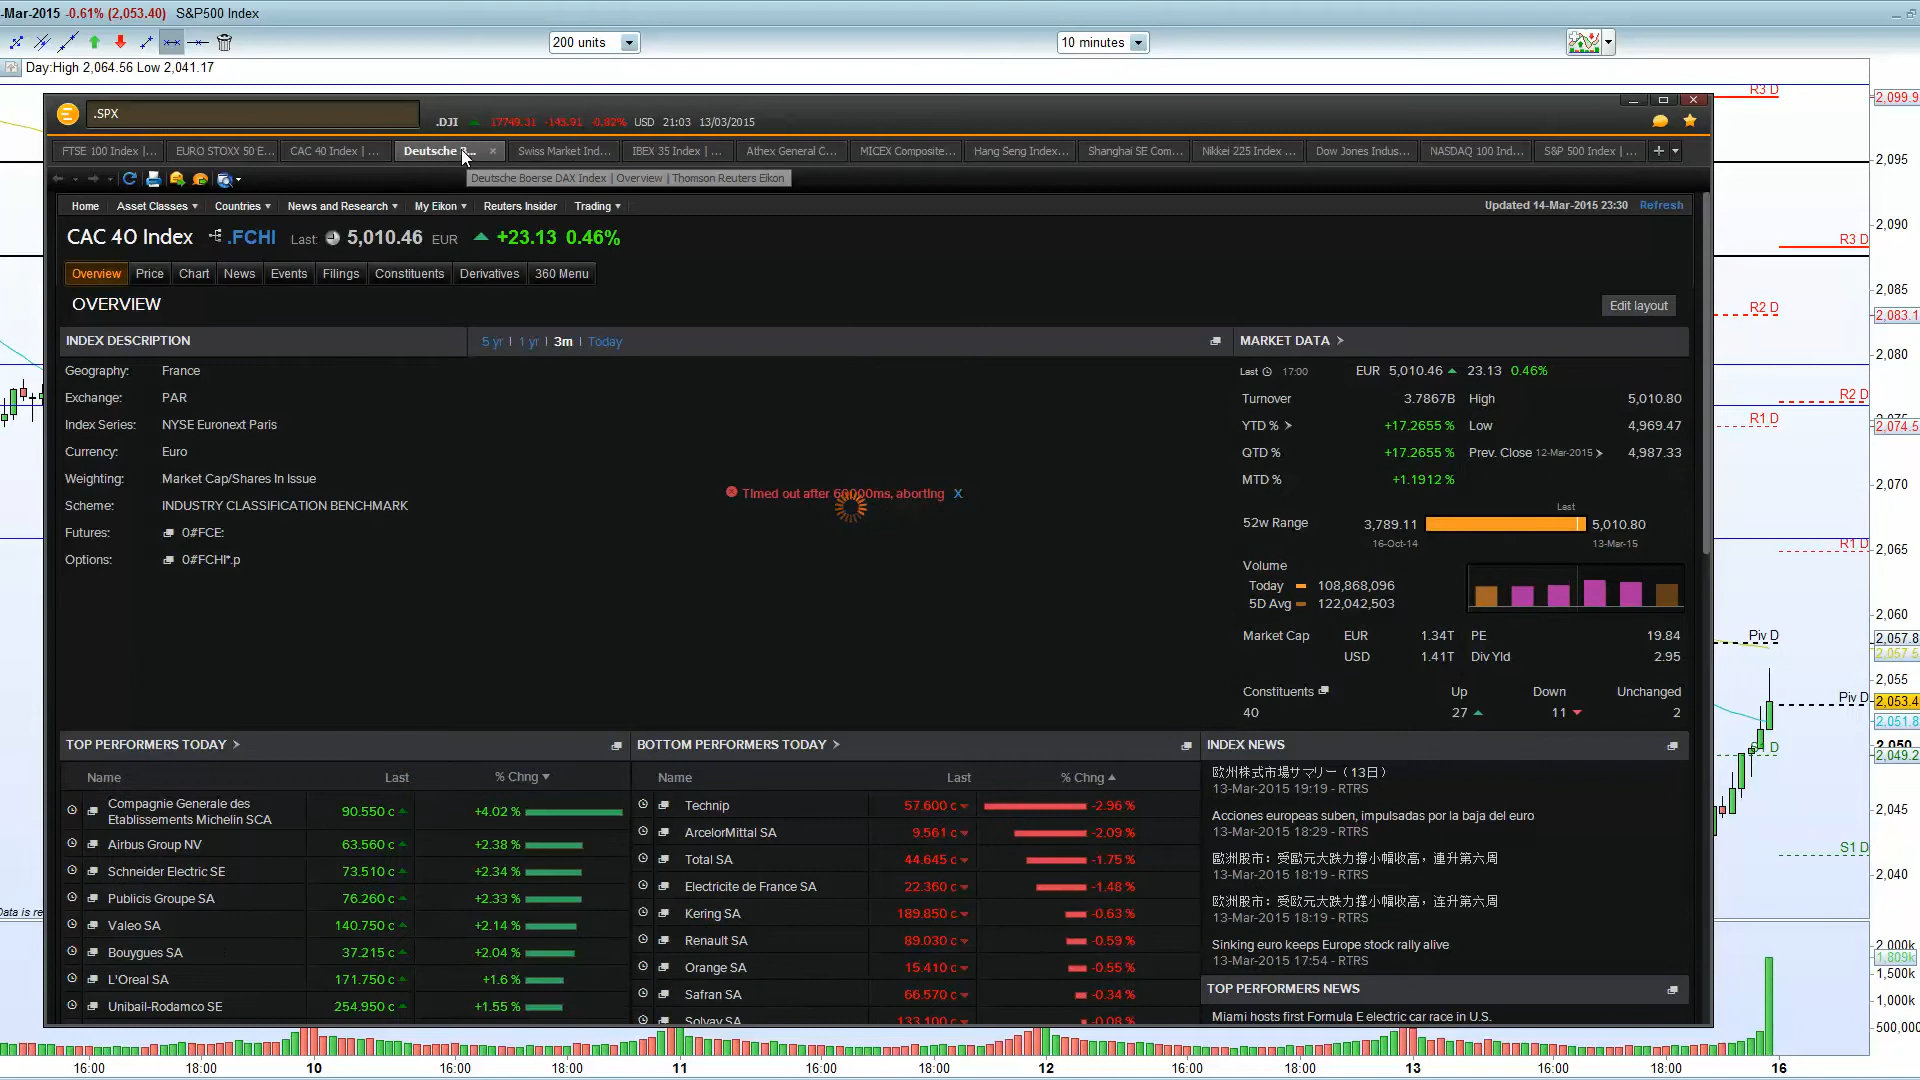 -Mar-2015 -0.61% (2,053.40) S&P500 Index
200 units
10 minutes
Day:High 2,064.56 Low 2,041.17
.SPX
.DJI 17749.31 -145.91 -0.82% USD 21:03 13/03/2015
FTSE 100 Index |...
EURO STOXX 50 E...
CAC 40 Index | ...
Deutsche
Swiss Market Ind...
IBEX 35 Index | ...
Athex General C...
MICEX Composite...
Hang Seng Index...
Shanghai SE Com...
Nikkei 225 Index ...
Dow Jones Indus...
NASDAQ 100 Ind...
S&P 500 Index | ...
Deutsche Boerse DAX Index | Overview | Thomson Reuters Eikon
Home Asset Classes Countries News and Research My Eikon Reuters Insider Trading
Updated 14-Mar-2015 23:30 Refresh
CAC 40 Index .FCHI Last: 5,010.46 EUR +23.13 0.46%
Overview Price Chart News Events Filings Constituents Derivatives 360 Menu
OVERVIEW
Edit layout
INDEX DESCRIPTION
5 yr | 1 yr | 3m | Today
Geography: France
Exchange: PAR
Index Series: NYSE Euronext Paris
Currency: Euro
Weighting: Market Cap/Shares In Issue
Scheme: INDUSTRY CLASSIFICATION BENCHMARK
Futures: 0#FCE:
Options: 0#FCHI*.p
Timed out after 60000ms, aborting X
MARKET DATA >
Last 17:00 EUR 5,010.46 23.13 0.46%
Turnover 3.7867B High 5,010.80
YTD % +17.2655 % Low 4,969.47
QTD % +17.2655 % Prev. Close 12-Mar-2015 4,987.33
MTD % +1.1912 %
Last
52w Range 3,789.11 5,010.80
16-Oct-14 13-Mar-15
Volume
Today 108,868,096
5D Avg 122,042,503
Market Cap EUR 1.34T PE 19.84
USD 1.41T Div Yld 2.95
Constituents Up Down Unchanged
40 27 11 2
TOP PERFORMERS TODAY >
Name Last % Chng
Compagnie Generale des
Etablissements Michelin SCA 90.550 c +4.02 %
Airbus Group NV 63.560 c +2.38 %
Schneider Electric SE 73.510 c +2.34 %
Publicis Groupe SA 76.260 c +2.33 %
Valeo SA 140.750 c +2.14 %
Bouygues SA 37.215 c +2.04 %
L'Oreal SA 171.750 c +1.6 %
Unibail-Rodamco SE 254.950 c +1.55 %
BOTTOM PERFORMERS TODAY >
Name Last % Chng
Technip 57.600 c -2.96 %
ArcelorMittal SA 9.561 c -2.09 %
Total SA 44.645 c -1.75 %
Electricite de France SA 22.360 c -1.48 %
Kering SA 189.850 c -0.63 %
Renault SA 89.030 c -0.59 %
Orange SA 15.410 c -0.55 %
Safran SA 66.570 c -0.34 %
Solvay SA 133.100 c -0.08 %
INDEX NEWS
欧州株式市場サマリー（13日）
13-Mar-2015 19:19 - RTRS
Acciones europeas suben, impulsadas por la baja del euro
13-Mar-2015 18:29 - RTRS
歐洲股市：受歐元大跌力撐小幅收高，連升第六周
13-Mar-2015 18:19 - RTRS
欧洲股市：受欧元大跌力撑小幅收高，连升第六周
13-Mar-2015 18:19 - RTRS
Sinking euro keeps Europe stock rally alive
13-Mar-2015 17:54 - RTRS
TOP PERFORMERS NEWS
Miami hosts first Formula E electric car race in U.S.
R3 D
R3 D
R2 D
R2 D
R1 D
R1 D
Piv D
Piv D
S1 D
2,099.9
2,095
2,090
2,085
2,083.1
2,080
2,074.5
2,070
2,065
2,060
2,057.8
2,057.5
2,055
2,053.4
2,051.8
2,050
2,049.2
2,045
2,040
2,000k
1,809k
1,500k
1,000k
500,000
Data is re
16:00 18:00 10 16:00 18:00 11 16:00 18:00 12 16:00 18:00 13 16:00 18:00 16